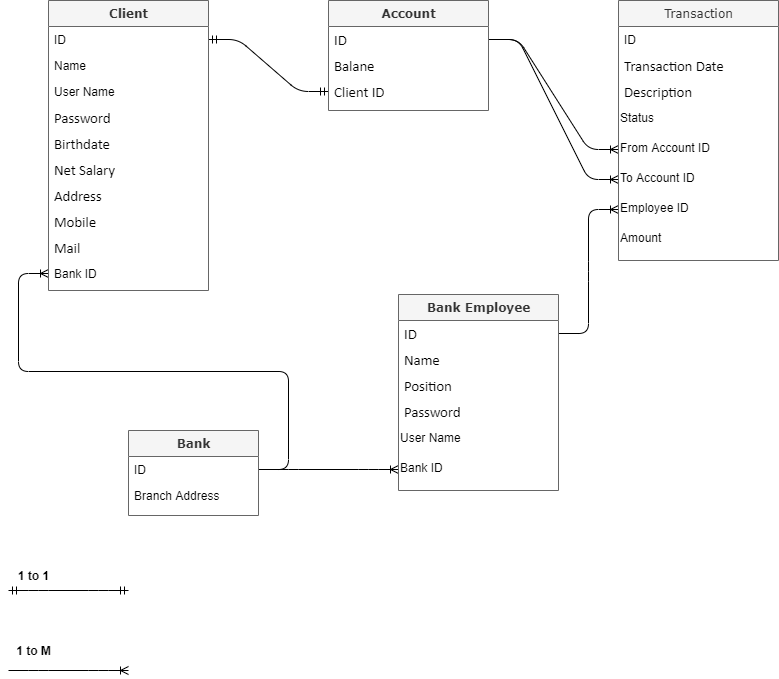 Client
ID
Name
User Name
Password
Birthdate
Net Salary
Address
Mobile
Mail
Bank ID
Account
ID
Balane
Client ID
Transaction
ID
Transaction Date
Description
Status
From Account ID
To Account ID
Employee ID
Amount
Bank Employee
ID
Name
Position
Password
User Name
Bank ID
Bank
ID
Branch Address
1 to 1
1 to M